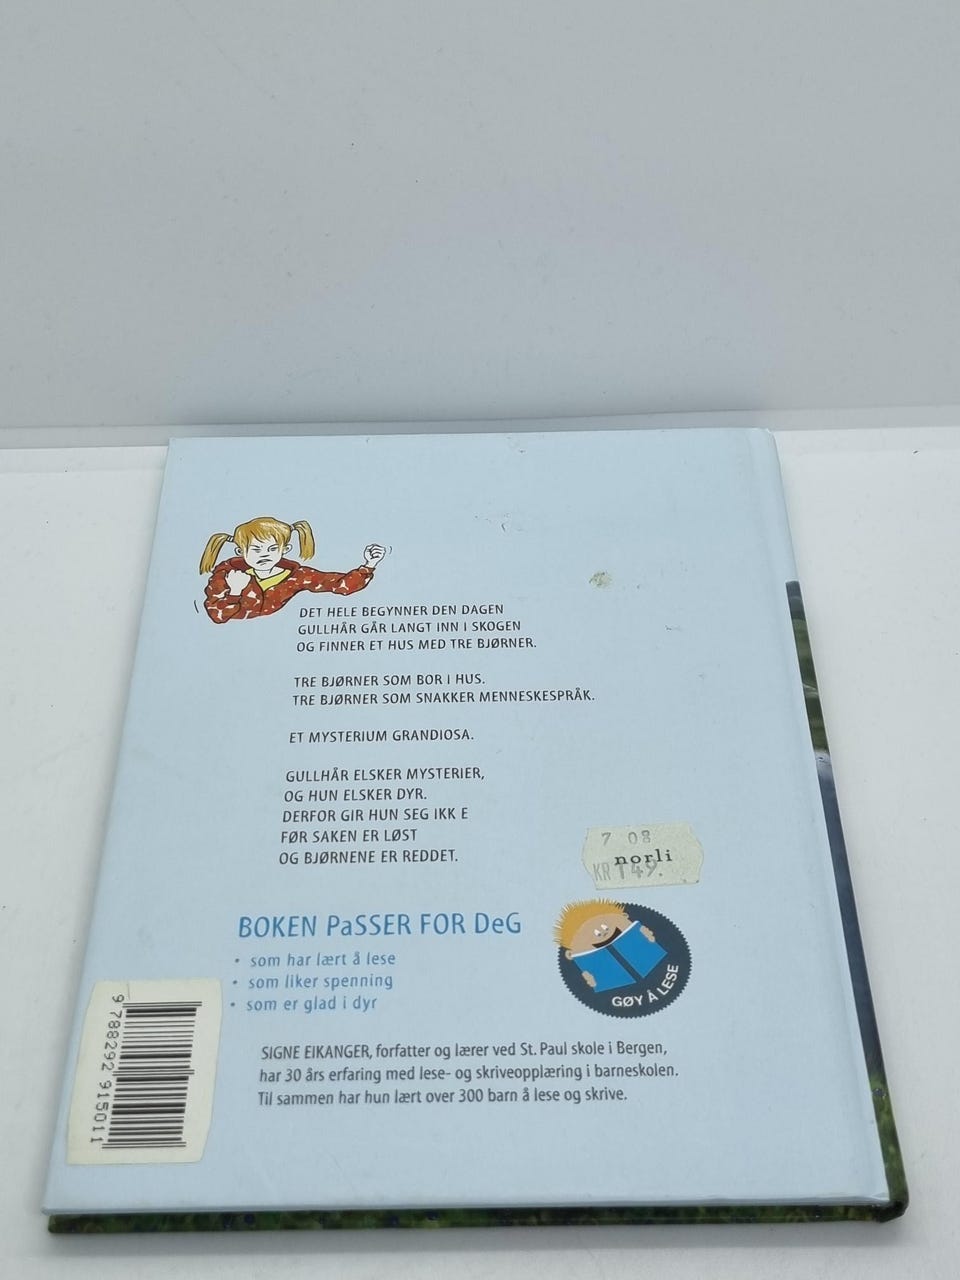 DET HELE BEGYNNER DEN DAGEN
GULLHÅR GÅR LANGT INN I SKOGEN
OG FINNER ET HUS MED TRE BJØRNER.
TRE BJØRNER SOM BOR I HUS.
TRE BJØRNER SOM SNAKKER MENNESKESPRÅK.
ET MYSTERIUM GRANDIOSA.
GULLHÅR ELSKER MYSTERIER,
OG HUN ELSKER DYR.
DERFOR GIR HUN SEG IKK E
FØR SAKEN ER LØST
OG BJØRNENE ER REDDET.
7 08
norli
KR 149.
BOKEN PaSSER FOR DeG
• som har lært å lese
• som liker spenning
• som er glad i dyr
GØY Å LESE
SIGNE EIKANGER, forfatter og lærer ved St. Paul skole i Bergen,
har 30 års erfaring med lese- og skriveopplæring i barneskolen.
Til sammen har hun lært over 300 barn å lese og skrive.
9 788292 915011